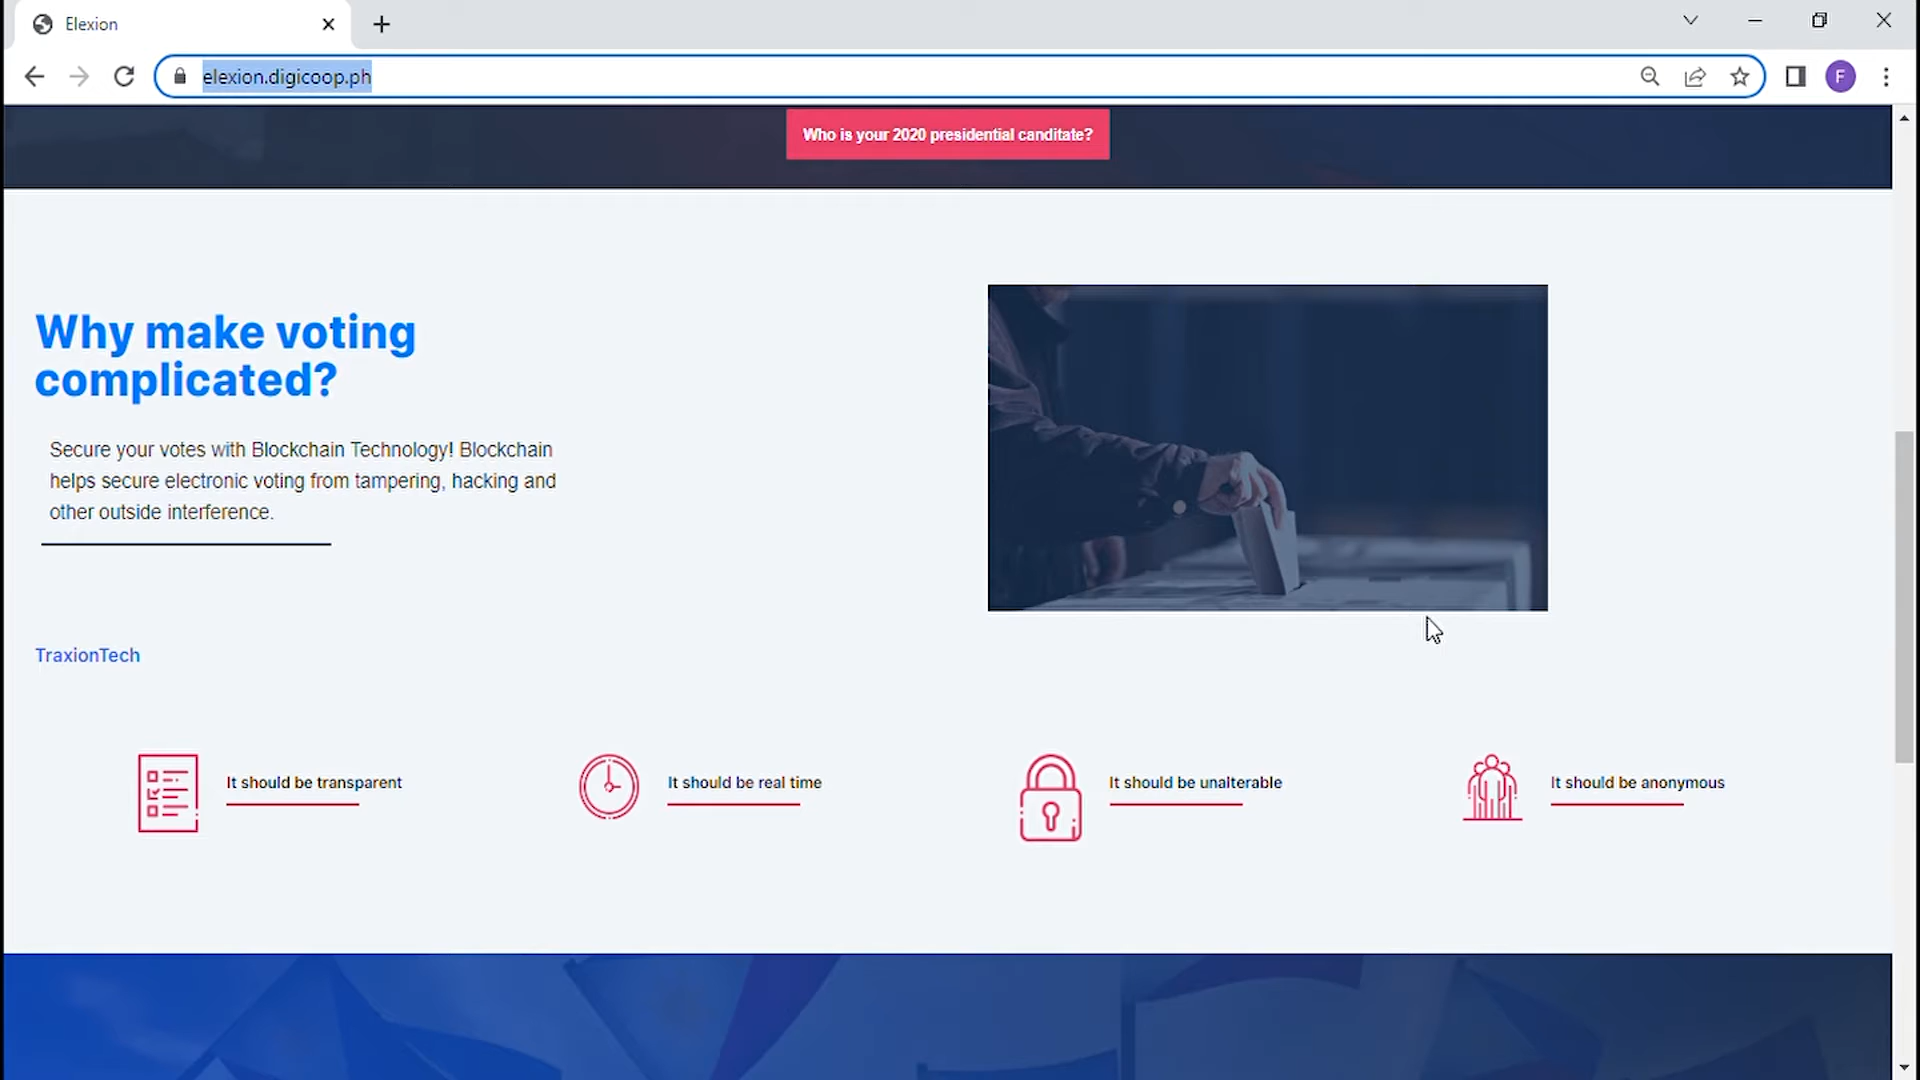 Elexion
elexion.digicoop.ph
F
Who is your 2020 presidential canditate?
Why make voting
complicated?
Secure your votes with Blockchain Technology! Blockchain
helps secure electronic voting from tampering, hacking and
other outside interference.
TraxionTech
It should be transparent
It should be real time
It should be unalterable
It should be anonymous